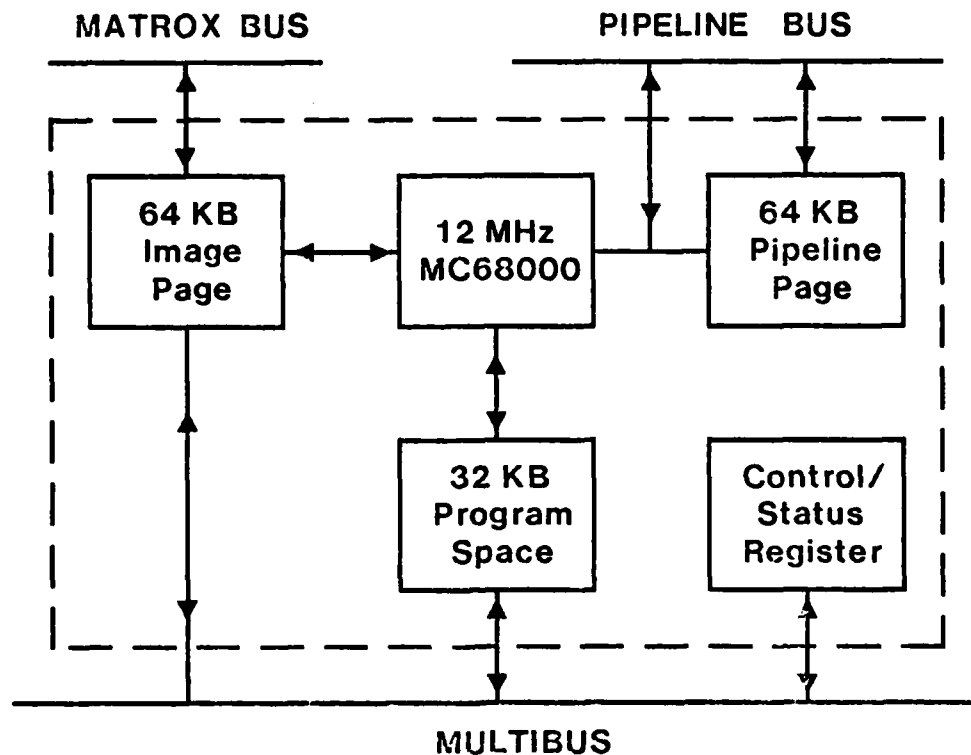 MATROX BUS
PIPELINE BUS
64 KB
Image
Page
12 MHz
MC68000
64 KB
Pipeline
Page
32 KB
Program
Space
Control/
Status
Register
MULTIBUS